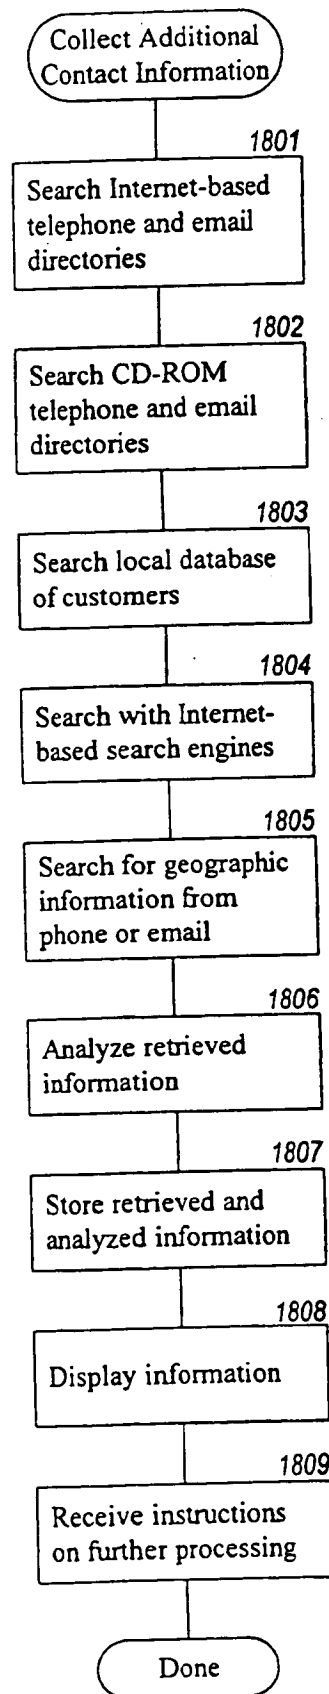 Collect Additional
Contact Information
1801
Search Internet-based
telephone and email
directories
1802
Search CD-ROM
telephone and email
directories
1803
Search local database
of customers
1804
Search with Internet-
based search engines
1805
Search for geographic
information from
phone or email
1806
Analyze retrieved
information
1807
Store retrieved and
analyzed information
1808
Display information
1809
Receive instructions
on further processing
Done